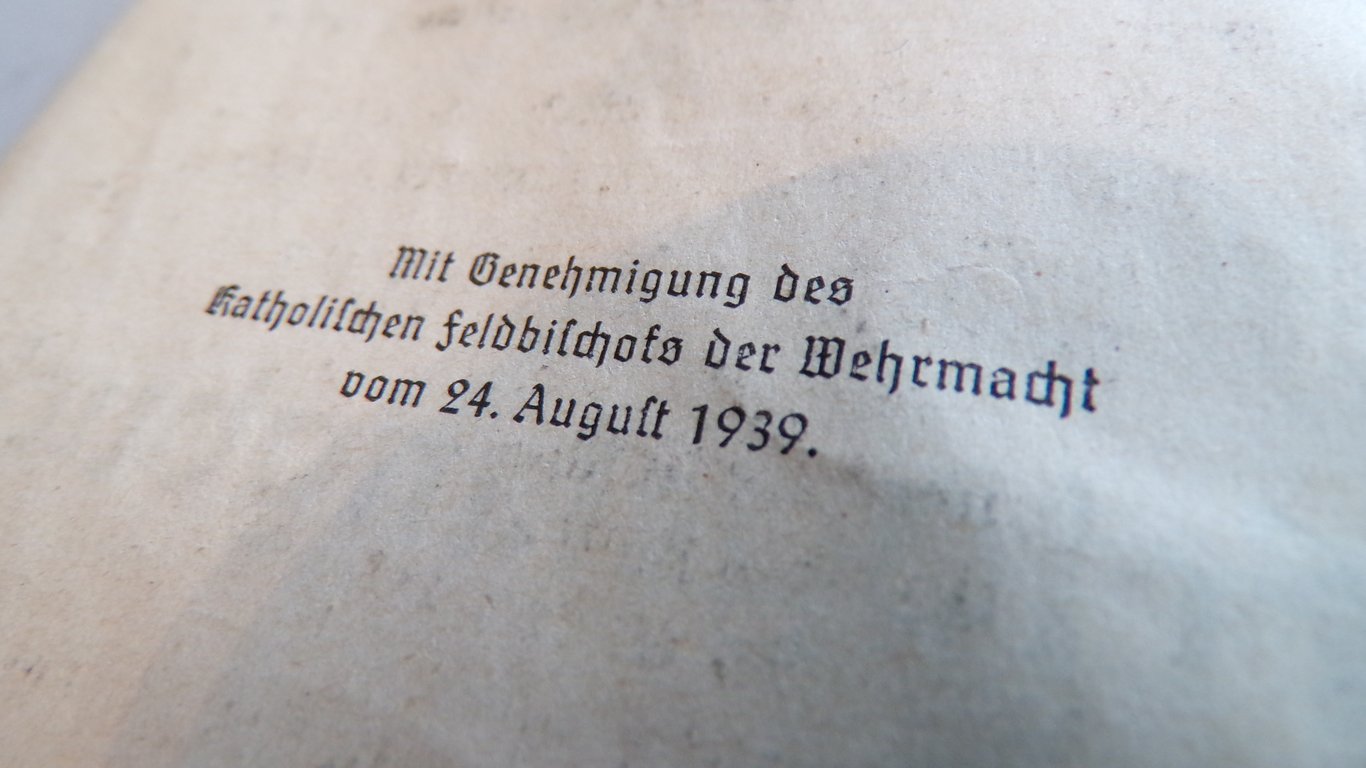 Mit Genehmigung des
Katholiſchen Feldbiſchofs der Wehrmacht
vom 24. Auguſt 1939.